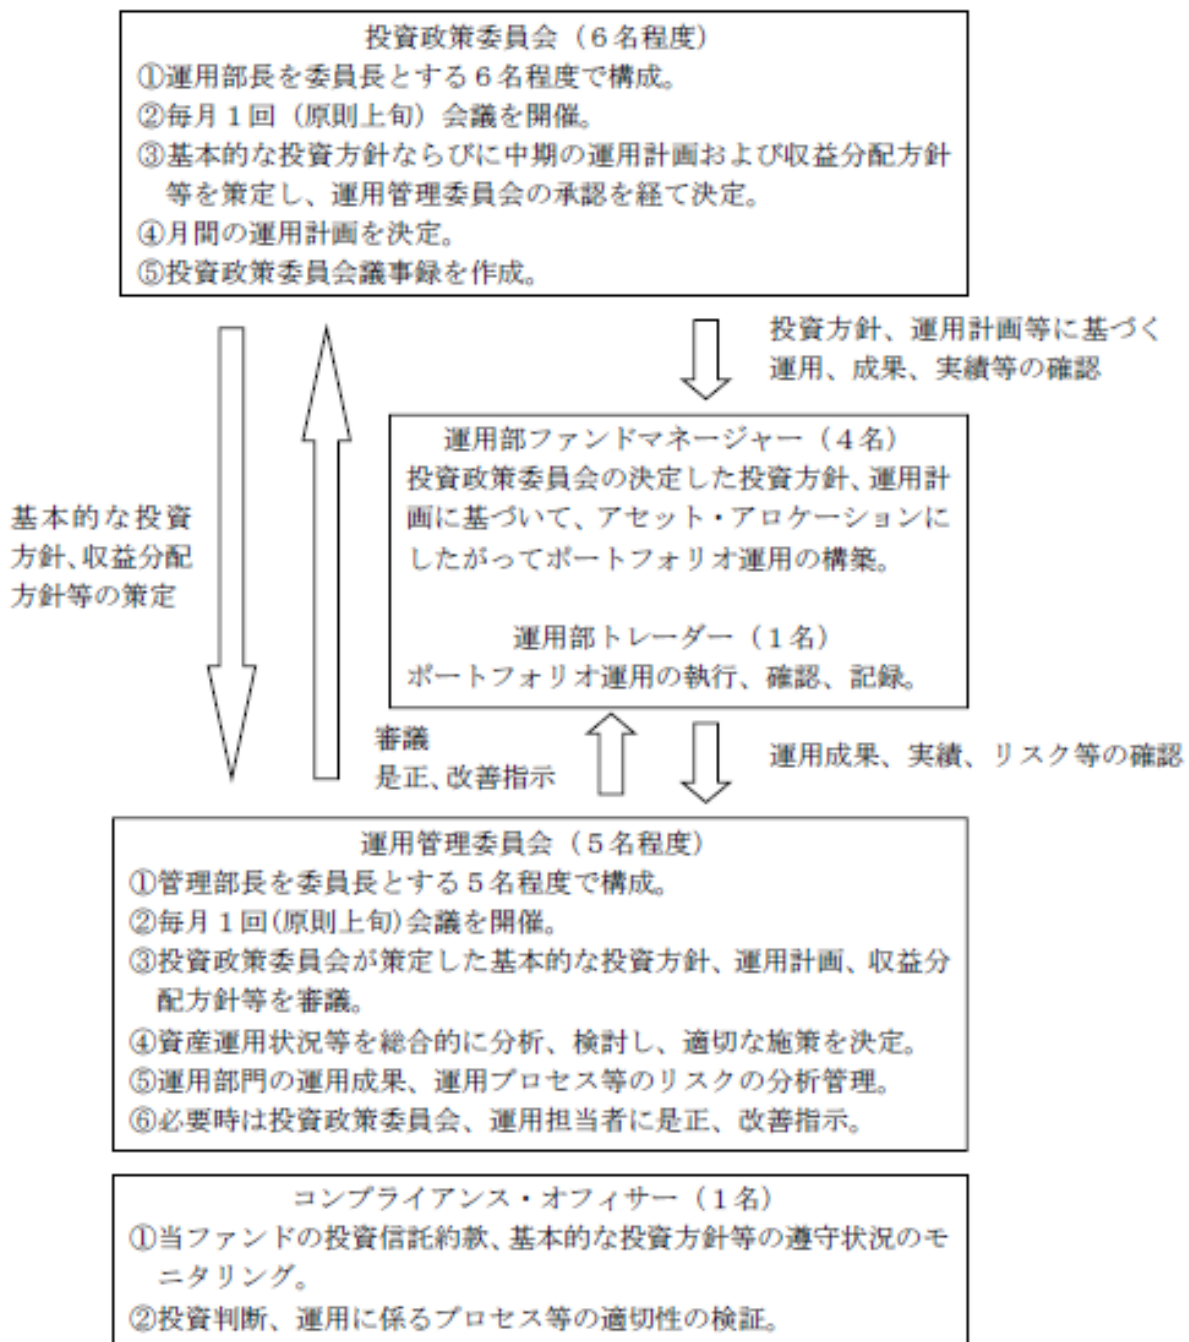 投資政策委員会（６名程度）
①運用部長を委員長とする６名程度で構成。
②毎月１回（原則上旬）会議を開催。
③基本的な投資方針ならびに中期の運用計画および収益分配方針
等を策定し、運用管理委員会の承認を経て決定。
④月間の運用計画を決定。
⑤投資政策委員会議事録を作成。
投資方針、運用計画等に基づく
運用、成果、実績等の確認
運用部ファンドマネージャー（４名）
投資政策委員会の決定した投資方針、運用計
画に基づいて、アセット・アロケーションに
したがってポートフォリオ運用の構築。
運用部トレーダー（１名）
ポートフォリオ運用の執行、確認、記録。
基本的な投資
方針、収益分配
方針等の策定
審議
是正、改善指示
運用成果、実績、リスク等の確認
運用管理委員会（５名程度）
①管理部長を委員長とする５名程度で構成。
②毎月１回(原則上旬)会議を開催。
③投資政策委員会が策定した基本的な投資方針、運用計画、収益分
配方針等を審議。
④資産運用状況等を総合的に分析、検討し、適切な施策を決定。
⑤運用部門の運用成果、運用プロセス等のリスクの分析管理。
⑥必要時は投資政策委員会、運用担当者に是正、改善指示。
コンプライアンス・オフィサー（１名）
①当ファンドの投資信託約款、基本的な投資方針等の遵守状況のモ
ニタリング。
②投資判断、運用に係るプロセス等の適切性の検証。